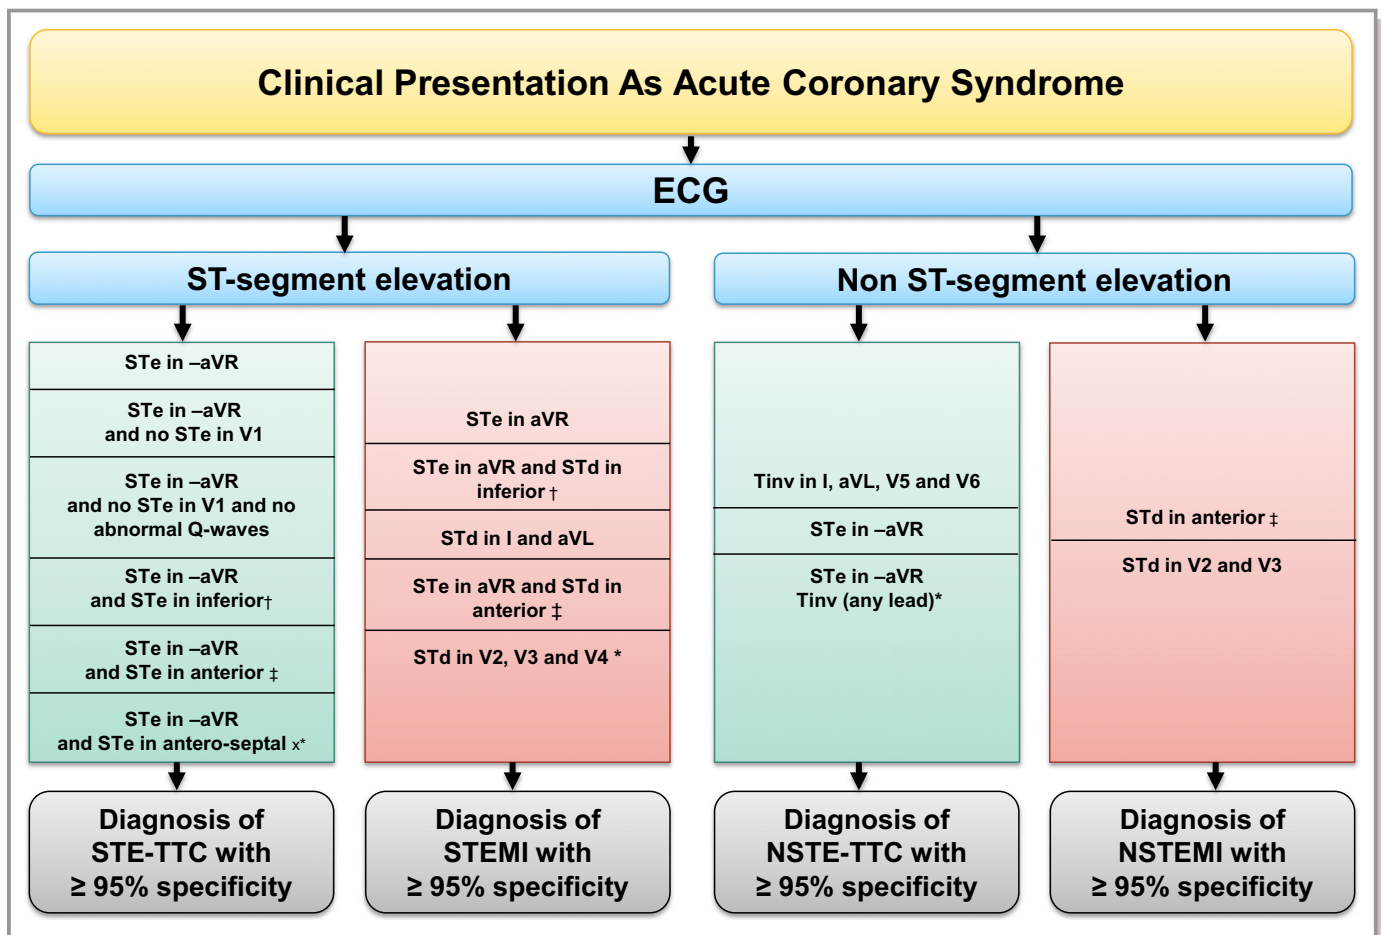 Clinical Presentation As Acute Coronary Syndrome
ECG
ST-segment elevation
Non ST-segment elevation
STe in –aVR
STe in –aVR
and no STe in V1
STe in –aVR
and no STe in V1 and no
abnormal Q-waves
STe in –aVR
and STe in inferior†
STe in –aVR
and STe in anterior ‡
STe in –aVR
and STe in antero-septal x*
STe in aVR
STe in aVR and STd in
inferior †
STd in I and aVL
STe in aVR and STd in
anterior ‡
STd in V2, V3 and V4 *
Tinv in I, aVL, V5 and V6
STe in –aVR
STe in –aVR
Tinv (any lead)*
STd in anterior ‡
STd in V2 and V3
Diagnosis of
STE-TTC with
≥ 95% specificity
Diagnosis of
STEMI with
≥ 95% specificity
Diagnosis of
NSTE-TTC with
≥ 95% specificity
Diagnosis of
NSTEMI with
≥ 95% specificity